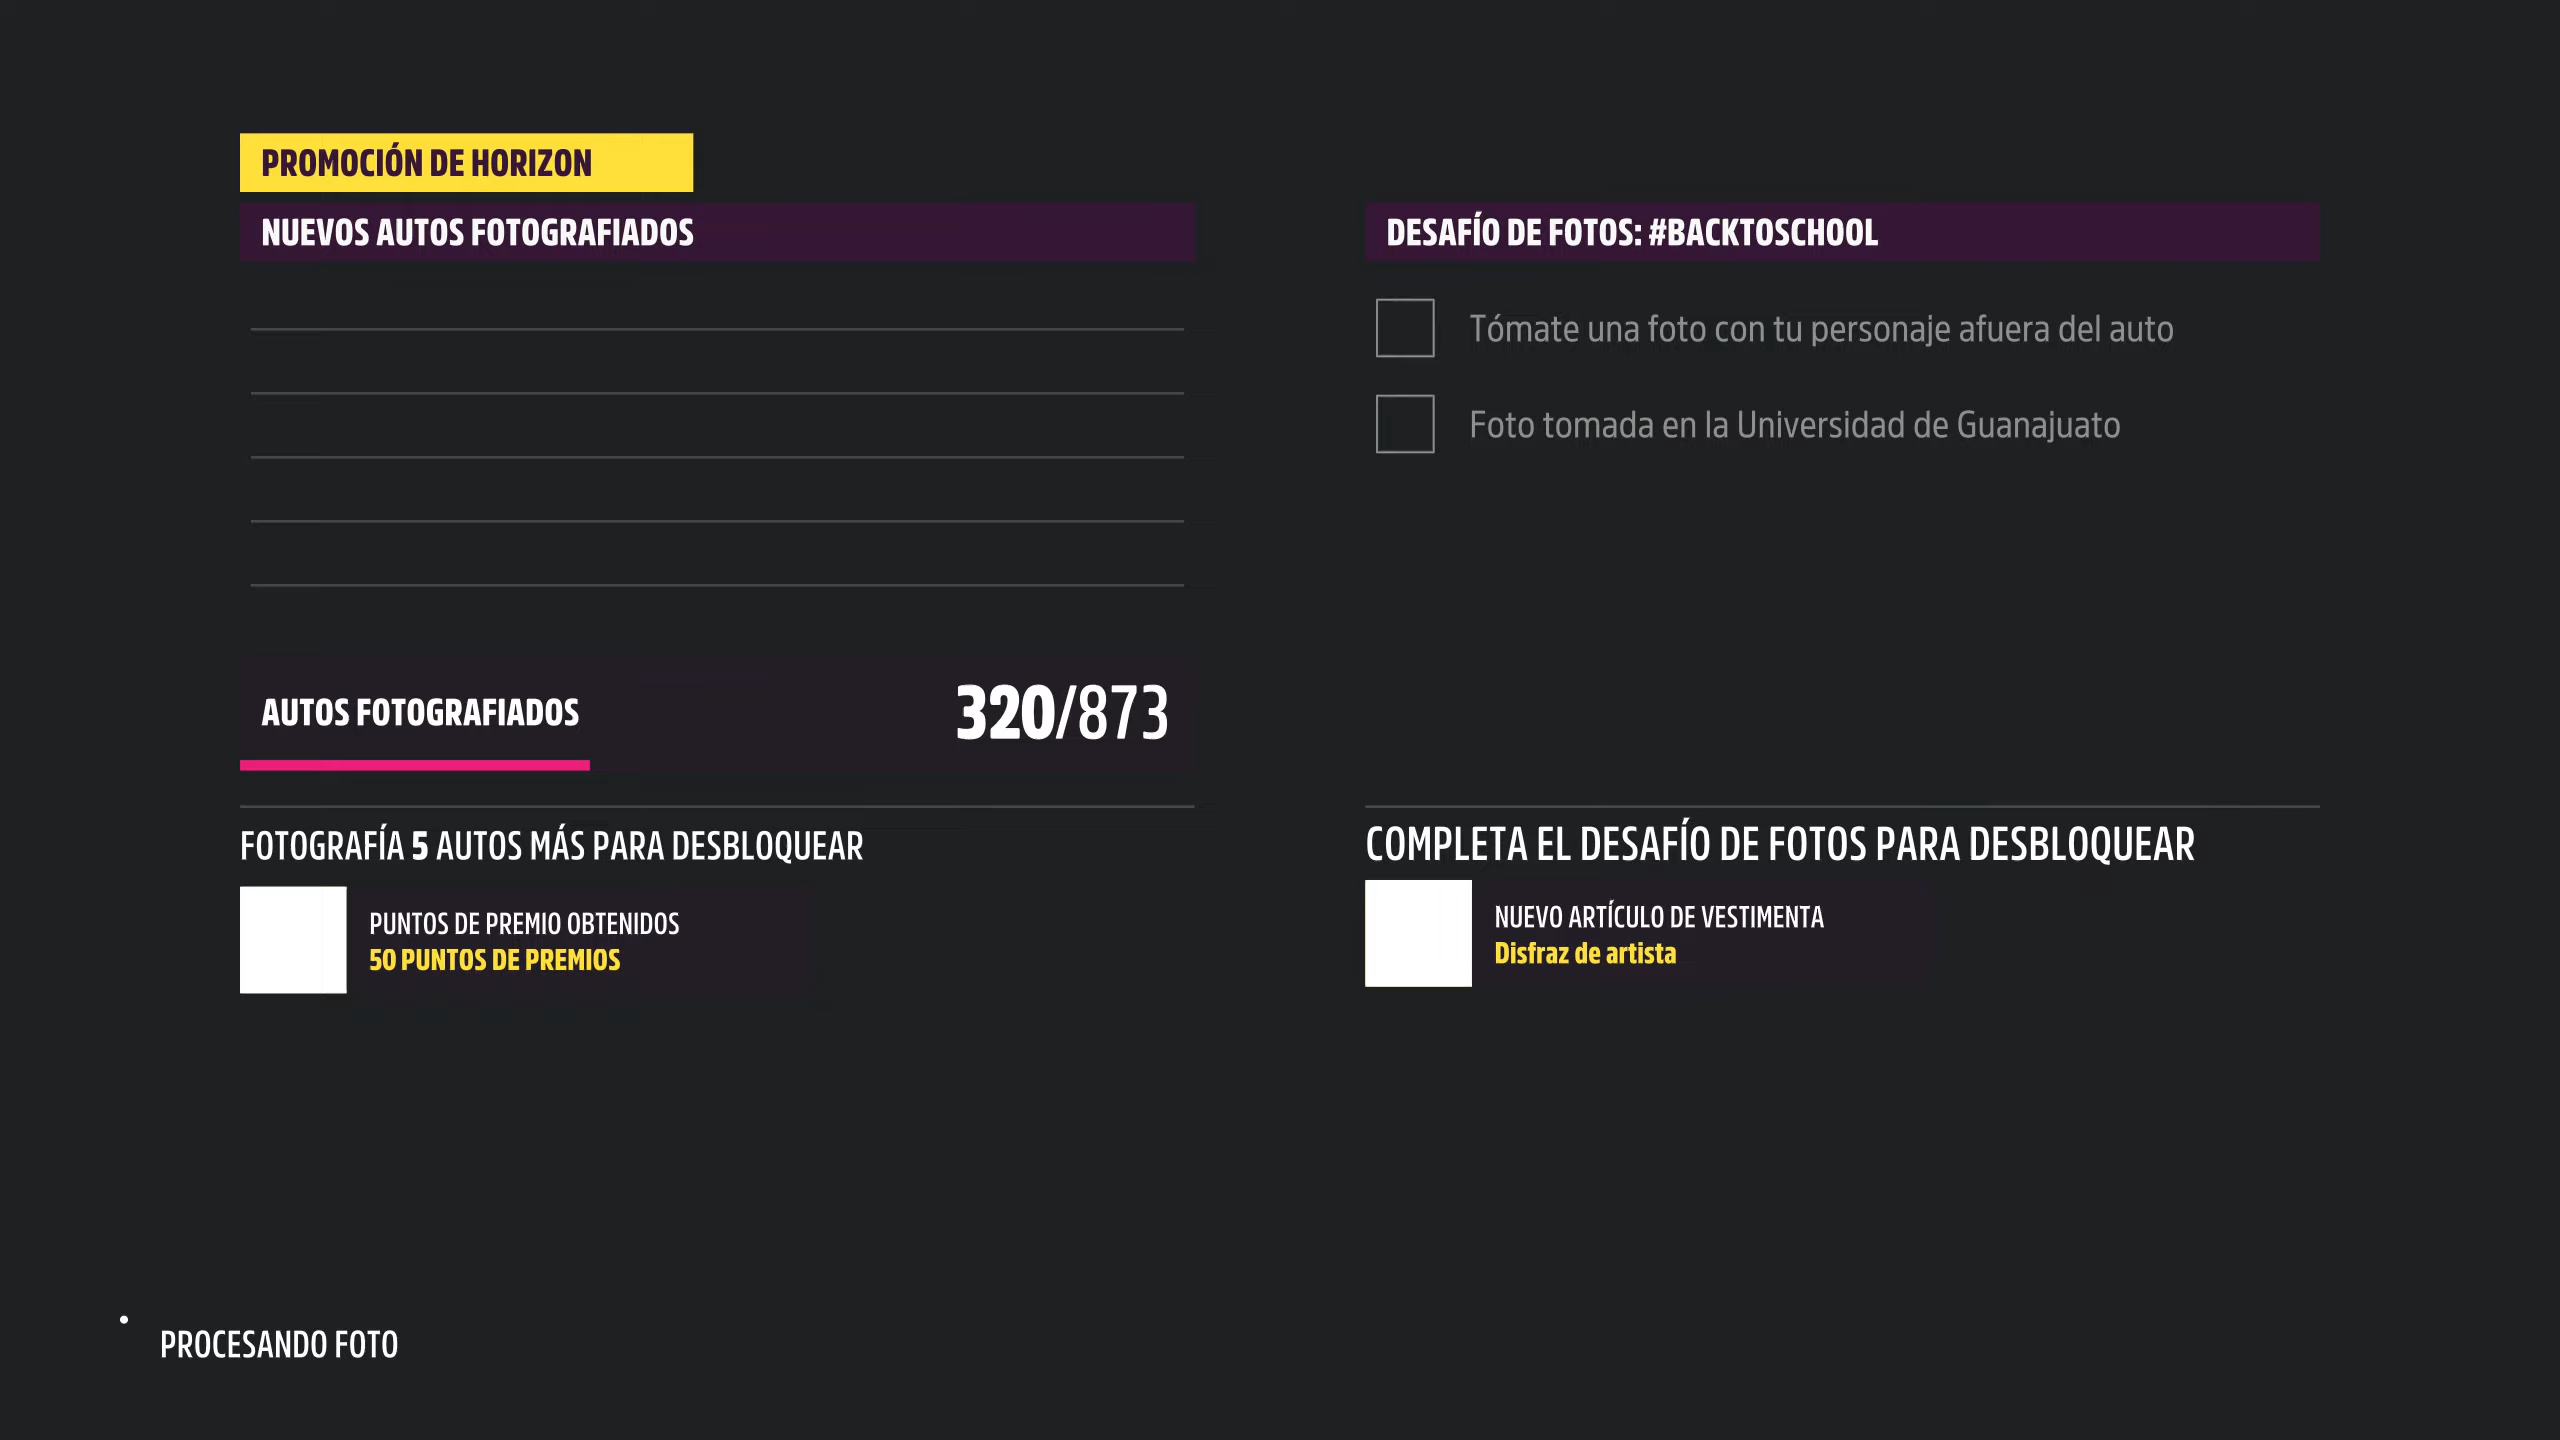 PROMOCIÓN DE HORIZON
NUEVOS AUTOS FOTOGRAFIADOS
AUTOS FOTOGRAFIADOS
320/873
FOTOGRAFÍA 5 AUTOS MÁS PARA DESBLOQUEAR
PUNTOS DE PREMIO OBTENIDOS
50 PUNTOS DE PREMIOS
DESAFÍO DE FOTOS: #BACKTOSCHOOL
Tómate una foto con tu personaje afuera del auto
Foto tomada en la Universidad de Guanajuato
COMPLETA EL DESAFÍO DE FOTOS PARA DESBLOQUEAR
NUEVO ARTÍCULO DE VESTIMENTA
Disfraz de artista
PROCESANDO FOTO